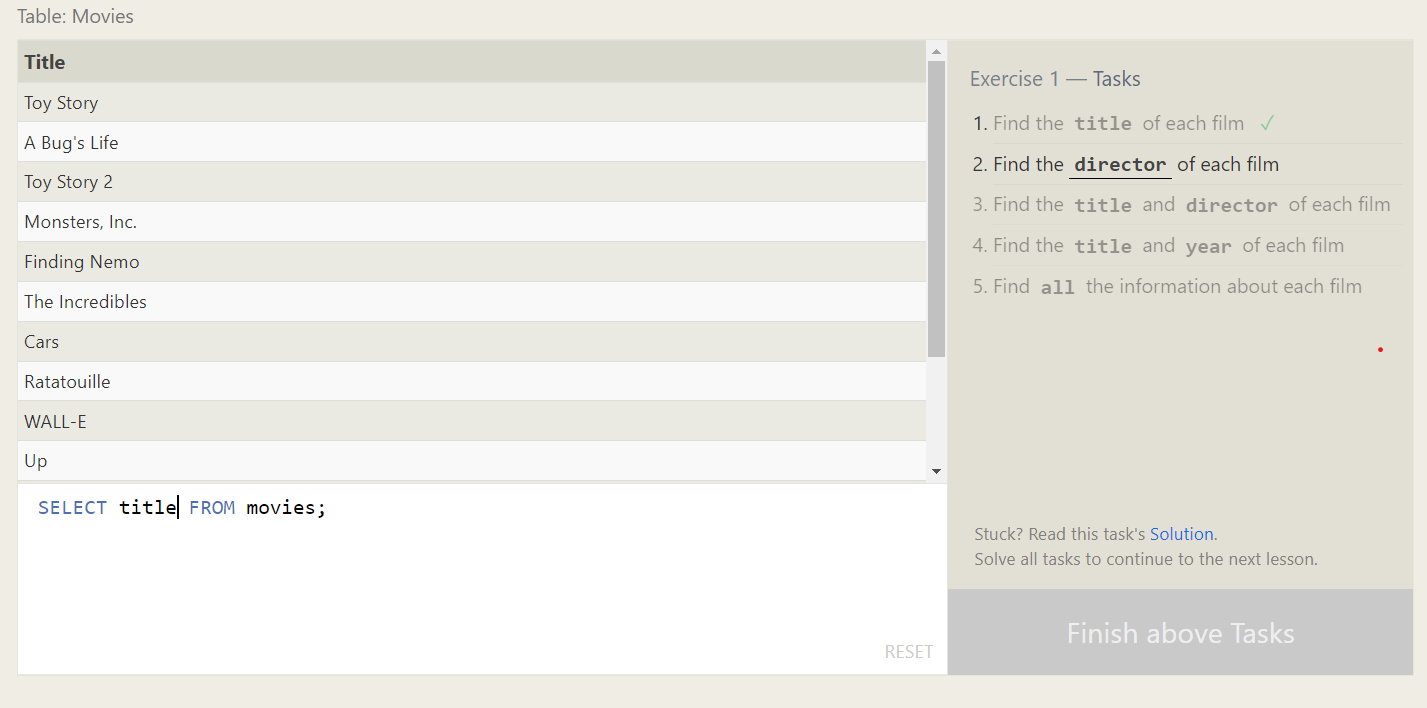 Table: Movies
Title
Toy Story
A Bug's Life
Toy Story 2
Monsters, Inc.
Finding Nemo
The Incredibles
Cars
Ratatouille
WALL-E
Up
SELECT title FROM movies;
RESET
Exercise 1 — Tasks
1. Find the title of each film ✓
2. Find the director of each film
3. Find the title and director of each film
4. Find the title and year of each film
5. Find all the information about each film
Stuck? Read this task's Solution.
Solve all tasks to continue to the next lesson.
Finish above Tasks